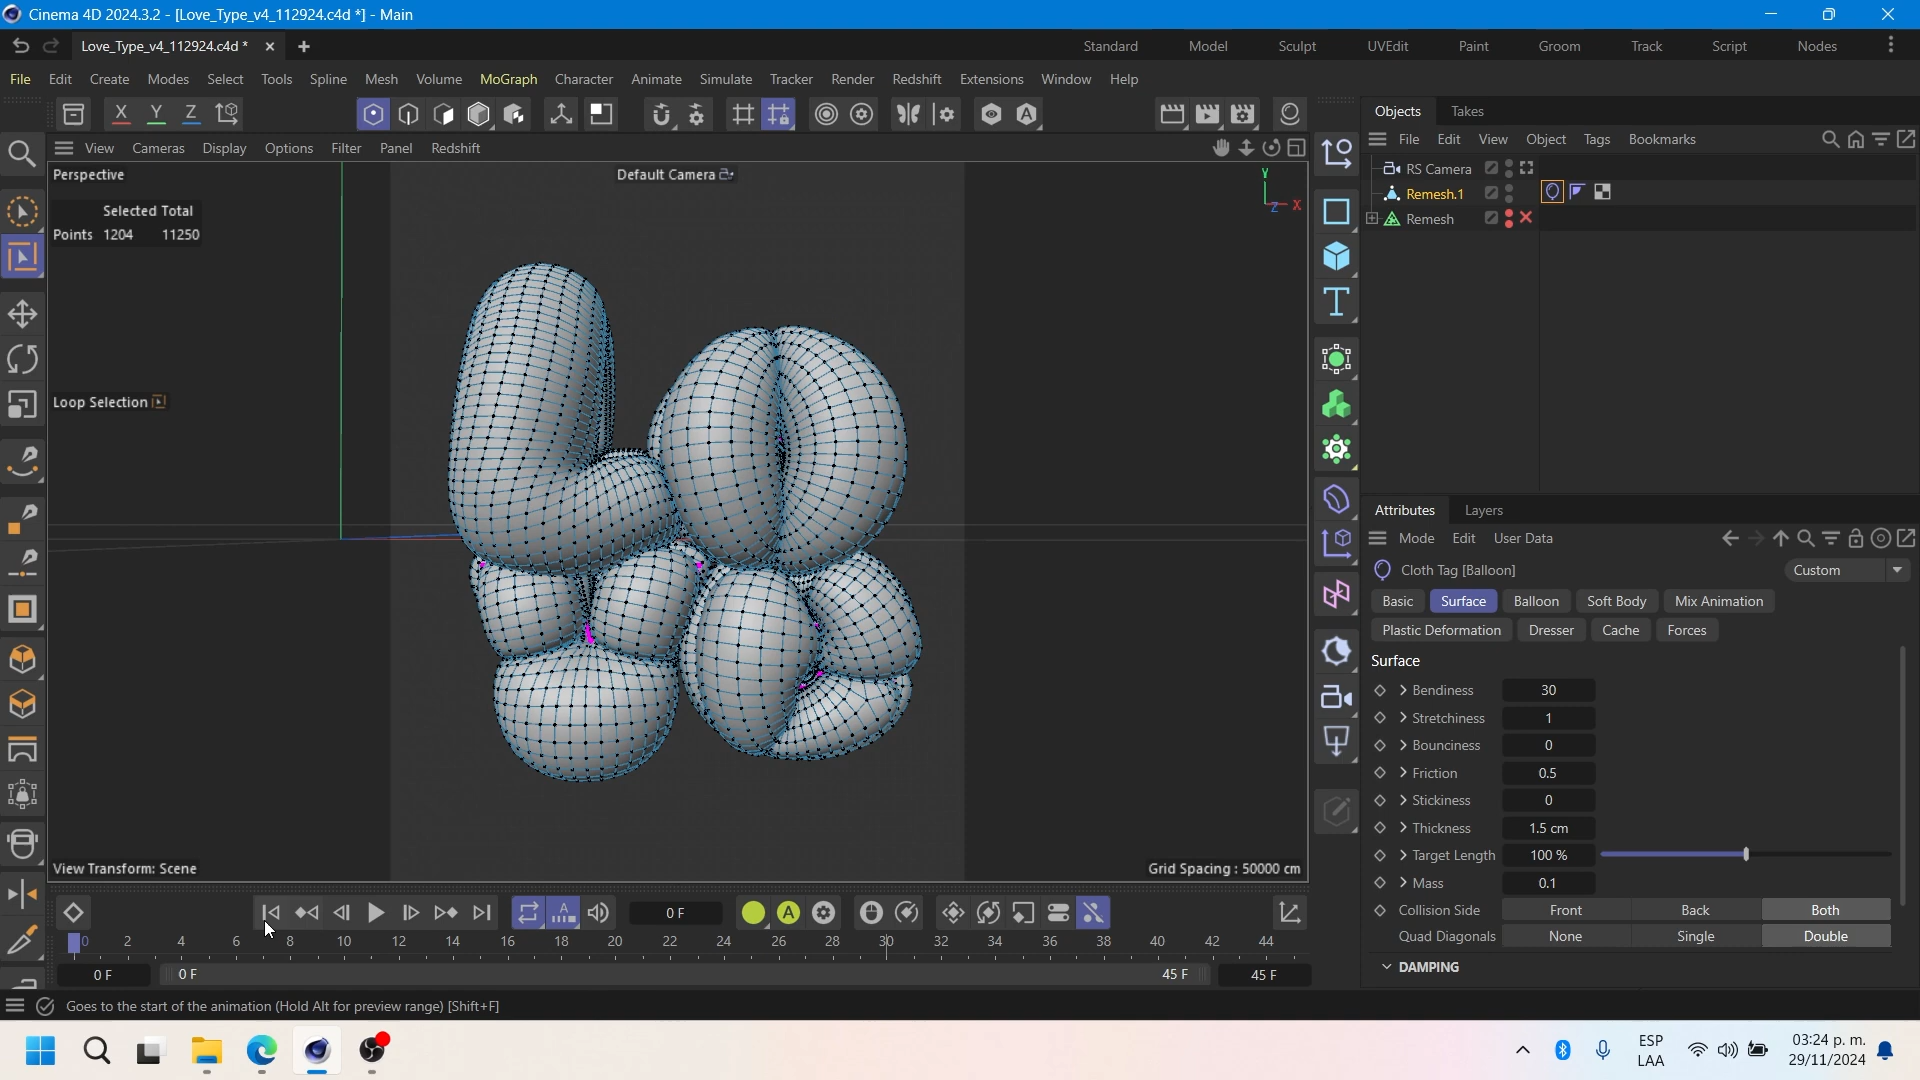 Cinema 4D 2024.3.2 - [Love_Type_v4_112924.c4d *] - Main
Love_Type_v4_112924.c4d *
Standard Model Sculpt UVEdit Paint Groom Track Script Nodes
File Edit Create Modes Select Tools Spline Mesh Volume MoGraph Character Animate Simulate Tracker Render Redshift Extensions Window Help
X Y Z
Objects Takes
File Edit View Object Tags Bookmarks
View Cameras Display Options Filter Panel Redshift
Perspective
Default Camera
Y
X
Z
RS Camera
Remesh.1
Remesh
Selected Total
Points 1204 11250
Loop Selection
Attributes Layers
Mode Edit User Data
Cloth Tag [Balloon]
Custom
Basic Surface Balloon Soft Body Mix Animation
Plastic Deformation Dresser Cache Forces
Surface
Bendiness 30
Stretchiness 1
Bounciness 0
Friction 0.5
Stickiness 0
Thickness 1.5 cm
Target Length 100 %
Mass 0.1
Collision Side Front Back Both
Quad Diagonals None Single Double
DAMPING
View Transform: Scene
Grid Spacing : 50000 cm
0 F
0 2 4 6 8 10 12 14 16 18 20 22 24 26 28 30 32 34 36 38 40 42 44
0 F 0 F 45 F 45 F
Goes to the start of the animation (Hold Alt for preview range) [Shift+F]
ESP
LAA
03:24 p. m.
29/11/2024